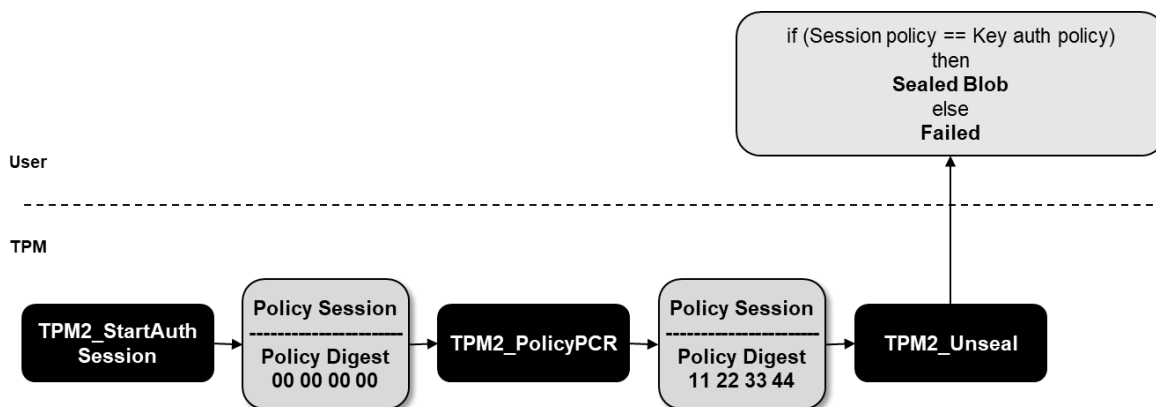 if (Session policy == Key auth policy)
then
Sealed Blob
else
Failed
User
TPM
TPM2_StartAuth
Session
Policy Session
Policy Digest
00 00 00 00
TPM2_PolicyPCR
Policy Session
Policy Digest
11 22 33 44
TPM2_Unseal